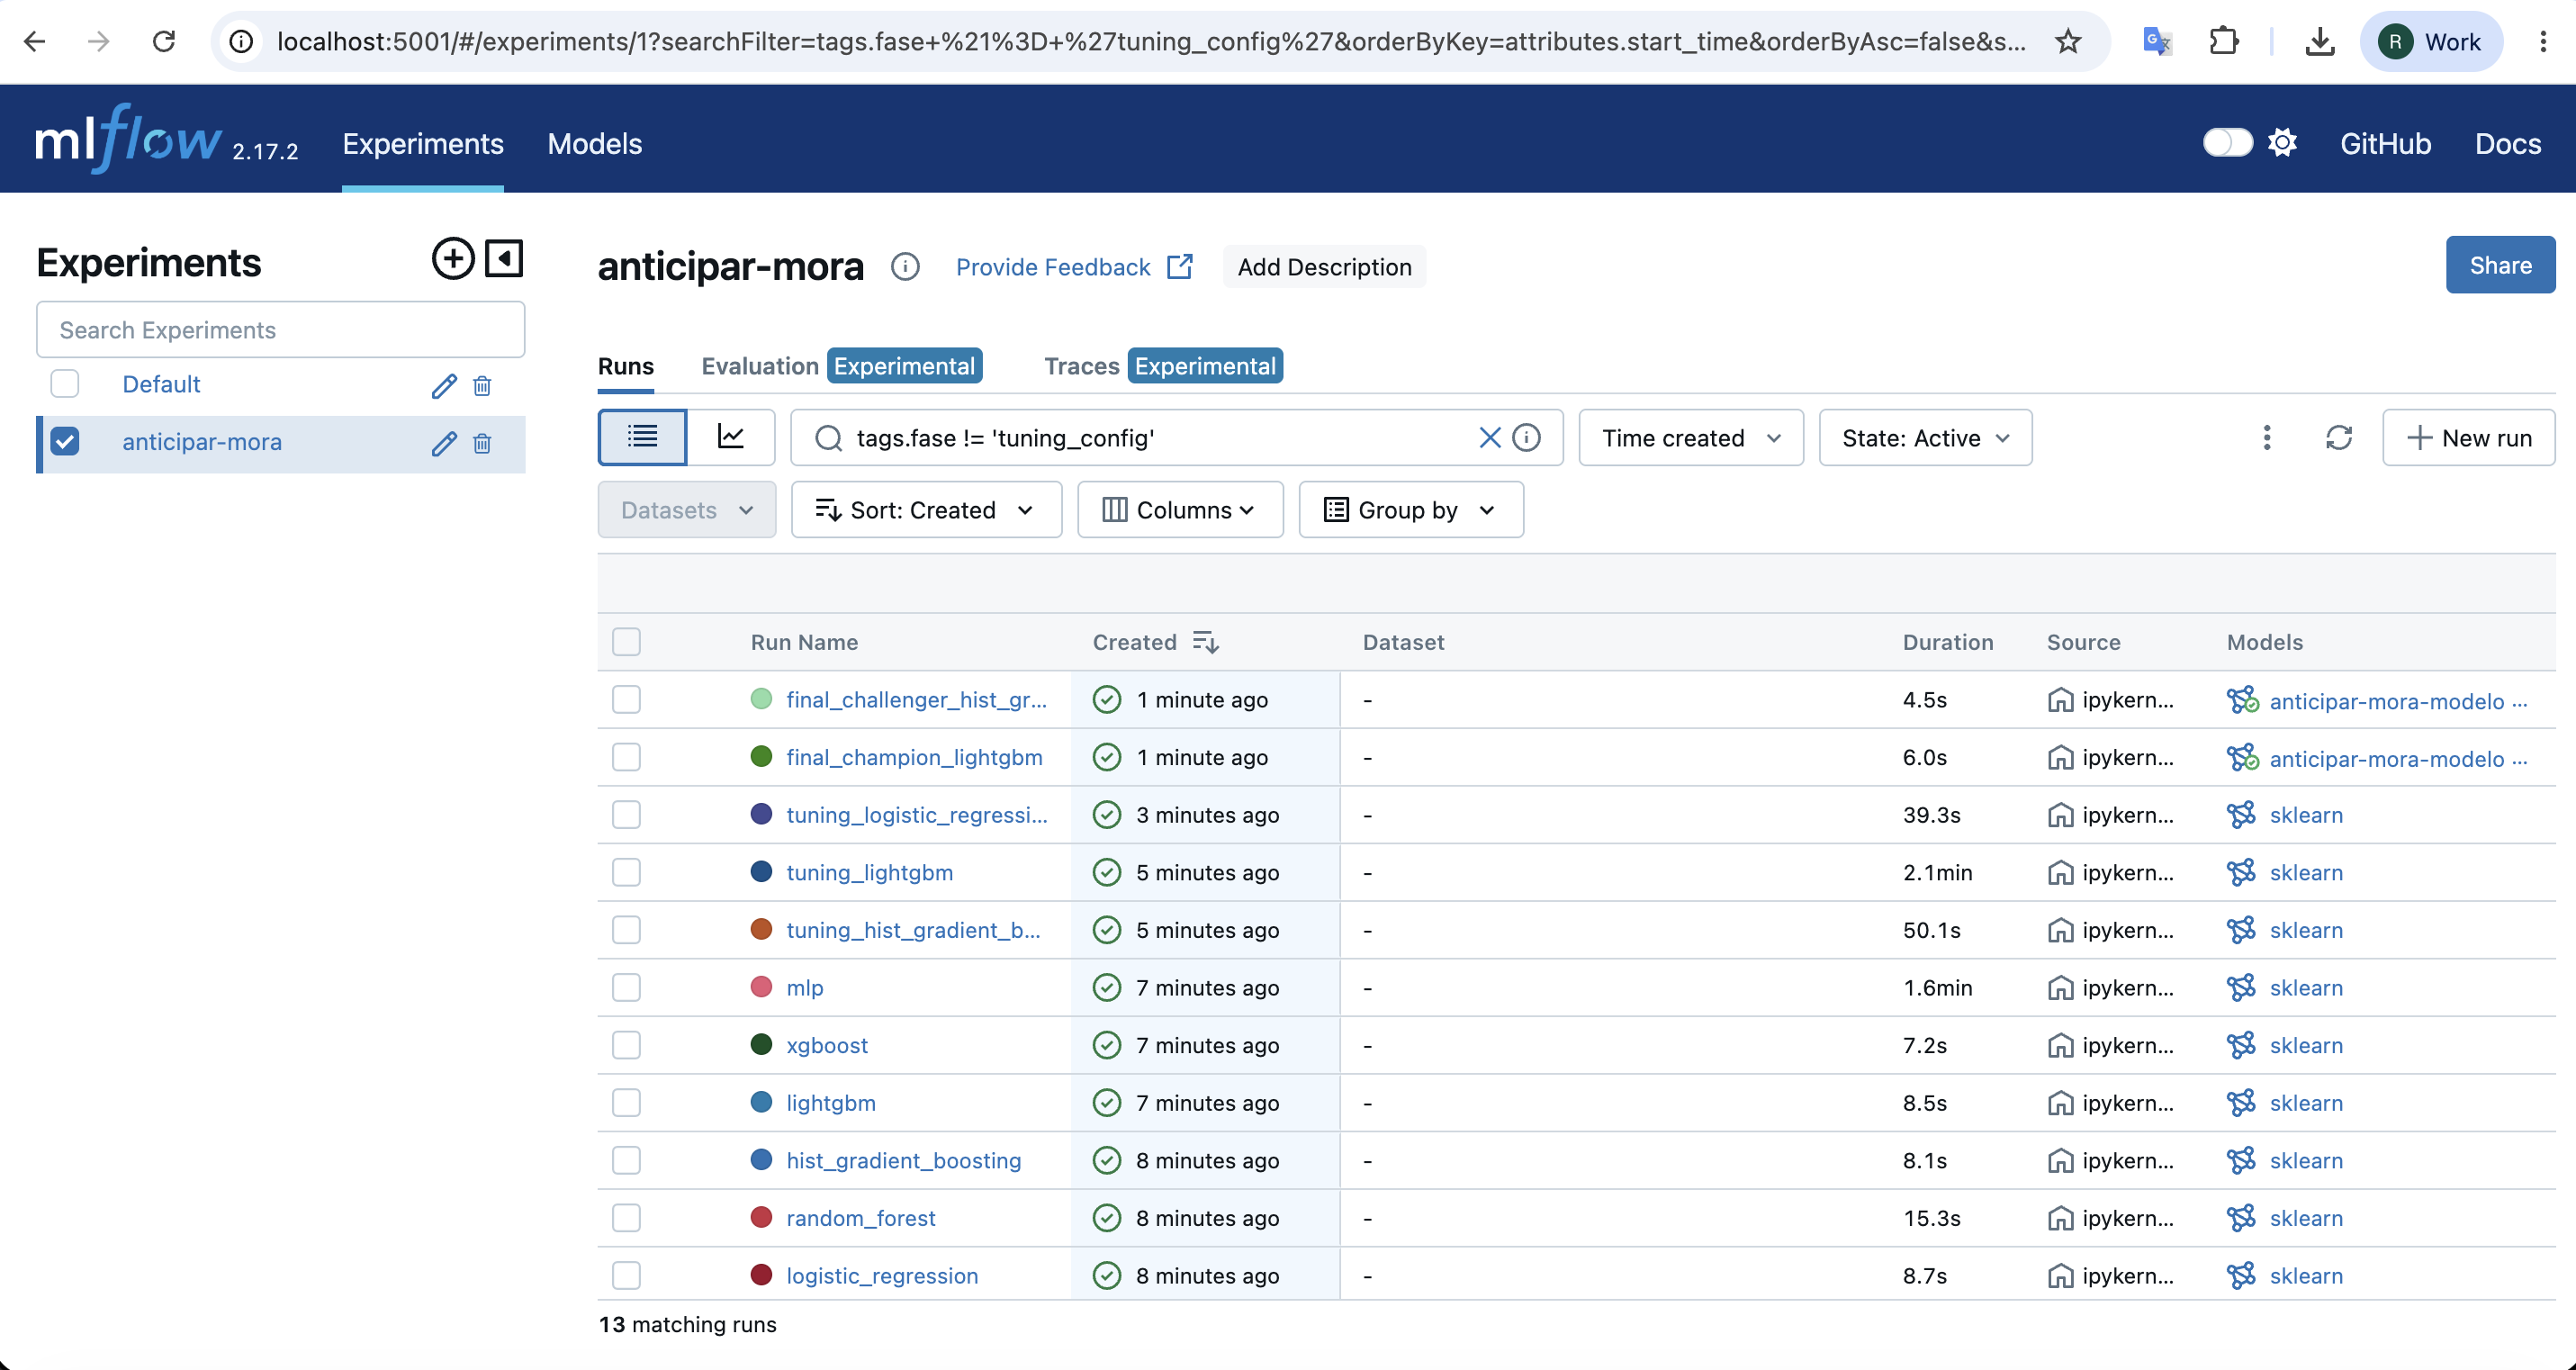 localhost:5001/#/experiments/1?searchFilter=tags.fase+%21%3D+%27tuning_config%27&orderByKey=attributes.start_time&orderByAsc=false&s...
R Work
mlflow 2.17.2 Experiments Models GitHub Docs
Experiments
Search Experiments
Default
anticipar-mora
anticipar-mora Provide Feedback Add Description Share
Runs Evaluation Experimental Traces Experimental
tags.fase != 'tuning_config' Time created State: Active New run
Datasets Sort: Created Columns Group by
Run Name Created Dataset Duration Source Models
final_challenger_hist_gr... 1 minute ago - 4.5s ipykern... anticipar-mora-modelo ...
final_champion_lightgbm 1 minute ago - 6.0s ipykern... anticipar-mora-modelo ...
tuning_logistic_regressi... 3 minutes ago - 39.3s ipykern... sklearn
tuning_lightgbm 5 minutes ago - 2.1min ipykern... sklearn
tuning_hist_gradient_b... 5 minutes ago - 50.1s ipykern... sklearn
mlp 7 minutes ago - 1.6min ipykern... sklearn
xgboost 7 minutes ago - 7.2s ipykern... sklearn
lightgbm 7 minutes ago - 8.5s ipykern... sklearn
hist_gradient_boosting 8 minutes ago - 8.1s ipykern... sklearn
random_forest 8 minutes ago - 15.3s ipykern... sklearn
logistic_regression 8 minutes ago - 8.7s ipykern... sklearn
13 matching runs